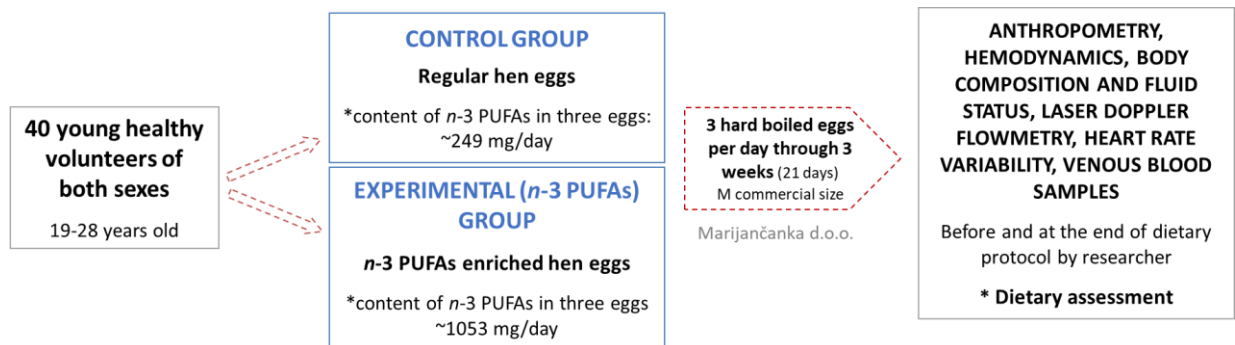 40 young healthy
volunteers of
both sexes
19-28 years old
CONTROL GROUP
Regular hen eggs
*content of n-3 PUFAs in three eggs:
~249 mg/day
EXPERIMENTAL (n-3 PUFAs)
GROUP
n-3 PUFAs enriched hen eggs
*content of n-3 PUFAs in three eggs
~1053 mg/day
3 hard boiled eggs
per day through 3
weeks (21 days)
M commercial size
Marijančanka d.o.o.
ANTHROPOMETRY,
HEMODYNAMICS, BODY
COMPOSITION AND FLUID
STATUS, LASER DOPPLER
FLOWMETRY, HEART RATE
VARIABILITY, VENOUS BLOOD
SAMPLES
Before and at the end of dietary
protocol by researcher
* Dietary assessment